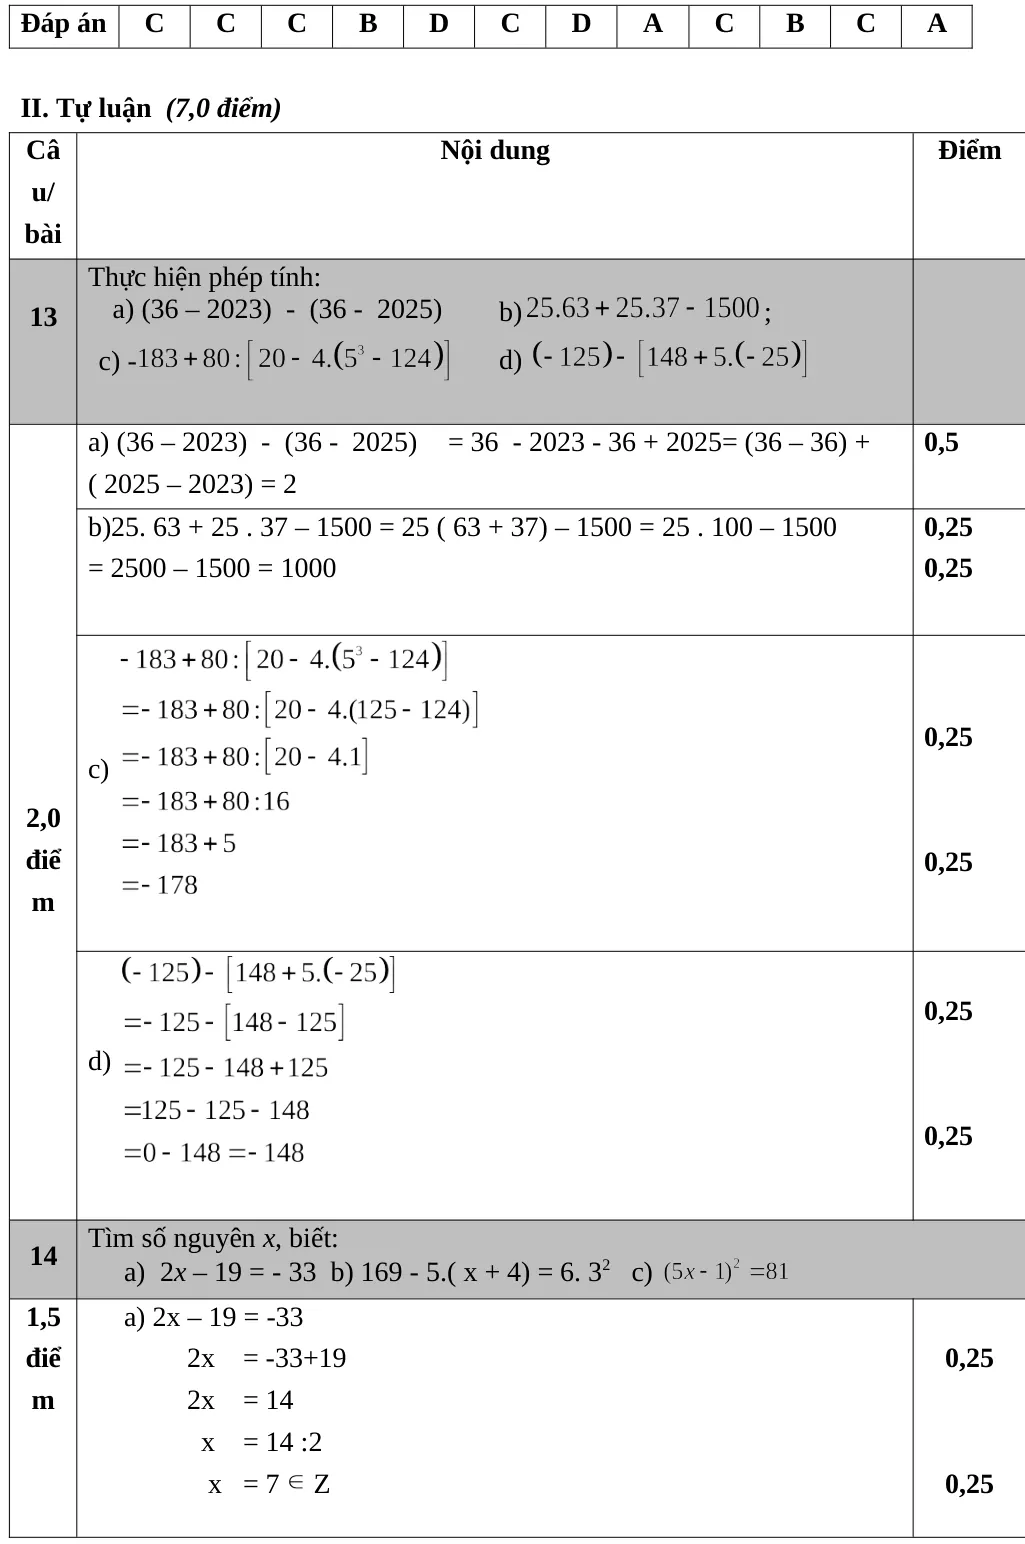 Đáp án C C C B D C D A C B C A
II. Tự luận (7,0 điểm)
Câ Nội dung Điểm
u/
bài
Thực hiện phép tính:
13 a) (36 – 2023) - (36 - 2025) b) 25.63 + 25.37 - 1500 ;
c) -183 + 80 : [ 20 - 4.(5³ - 124)] d) (- 125) - [148 + 5.(- 25)]
a) (36 – 2023) - (36 - 2025) = 36 - 2023 - 36 + 2025= (36 – 36) + 0,5
( 2025 – 2023) = 2
b)25. 63 + 25 . 37 – 1500 = 25 ( 63 + 37) – 1500 = 25 . 100 – 1500 0,25
= 2500 – 1500 = 1000 0,25
- 183 + 80 : [ 20 - 4.(5³ - 124)]
=- 183 + 80 : [20 - 4.(125 - 124)]
0,25
=- 183 + 80 : [20 - 4.1]
c)
=- 183 + 80 :16
2,0
=- 183 + 5
điể
0,25
=- 178
m
(- 125) - [148 + 5.(- 25)]
0,25
=- 125 - [148 - 125]
d)
=- 125 - 148 + 125
=125 - 125 - 148
0,25
=0 - 148 =- 148
Tìm số nguyên x, biết:
14 a) 2x – 19 = - 33 b) 169 - 5.( x + 4) = 6. 3² c) (5x - 1)² =81
1,5 a) 2x – 19 = -33
điể 2x = -33+19 0,25
m 2x = 14
x = 14 :2
x = 7 ∈ Z 0,25